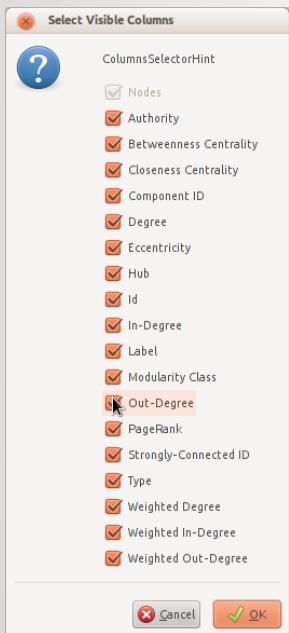 Select Visible Columns
ColumnsSelectorHint
Nodes
Authority
Betweenness Centrality
Closeness Centrality
Component ID
Degree
Eccentricity
Hub
Id
In-Degree
Label
Modularity Class
Out-Degree
PageRank
Strongly-Connected ID
Type
Weighted Degree
Weighted In-Degree
Weighted Out-Degree
Cancel
OK